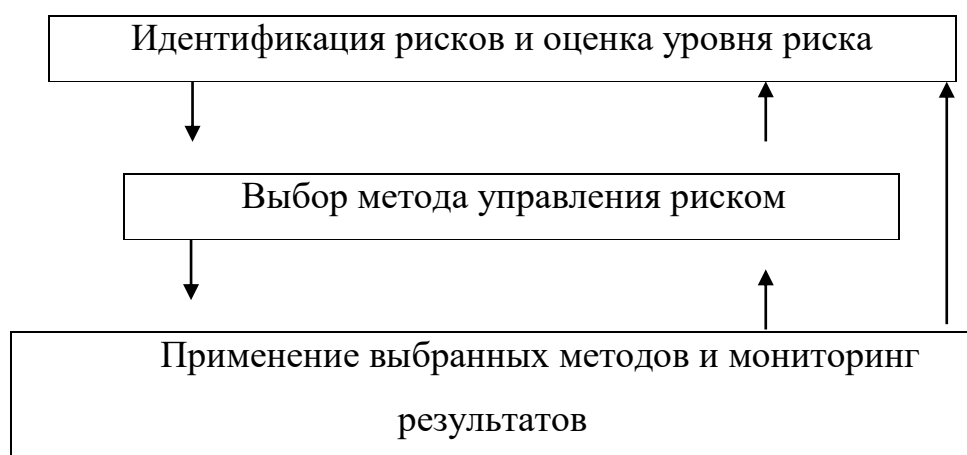 Идентификация рисков и оценка уровня риска
Выбор метода управления риском
Применение выбранных методов и мониторинг
результатов